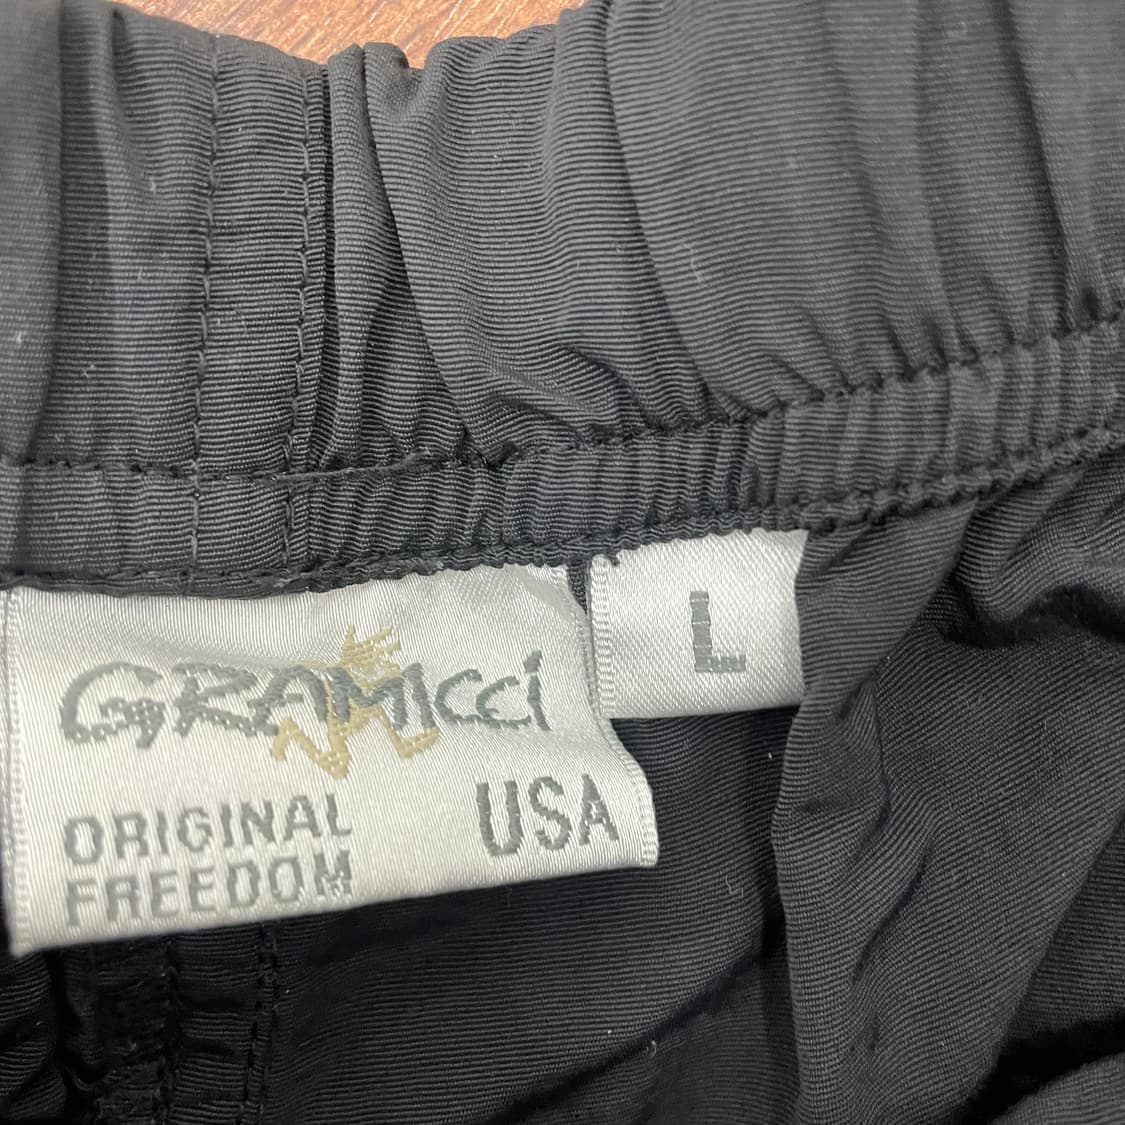 GRAMICCi
ORIGINAL
FREEDOM
USA
L